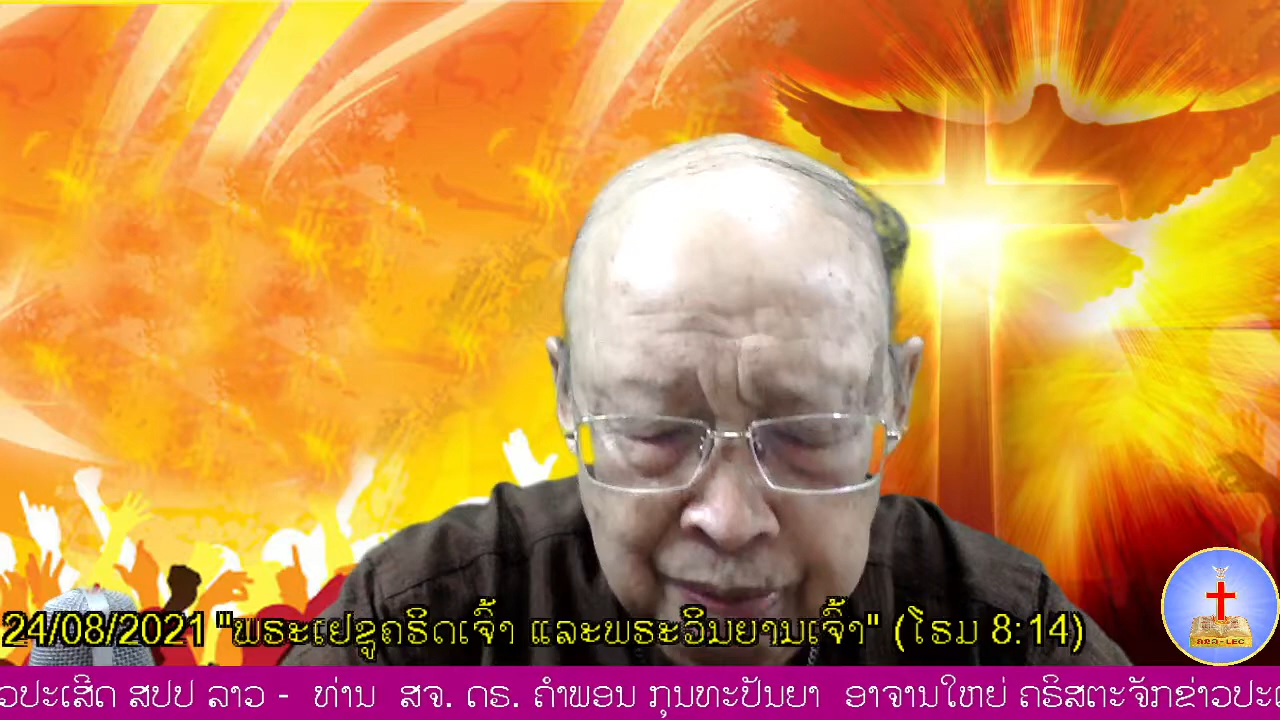 24/08/2021 "ພຣະເຢຊູຄຣິດເຈົ້າ ແລະພຣະວິນຍານເຈົ້າ" (ໂຣມ 8:14)
ຄຂລ-LEC
ວປະເສີດ ສປປ ລາວ - ທ່ານ ສຈ. ດຣ. ຄຳພອນ ກຸນທະປັນຍາ ອາຈານໃຫຍ່ ຄຣິສຕະຈັກຂ່າວປະເ